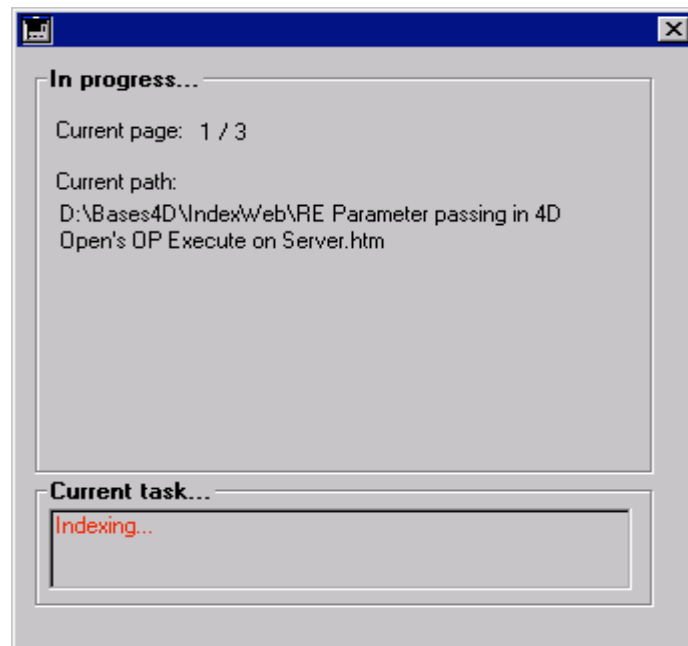 In progress...
Current page: 1 / 3
Current path:
D:\Bases4D\IndexWeb\RE Parameter passing in 4D
Open's OP Execute on Server.htm
Current task...
Indexing...